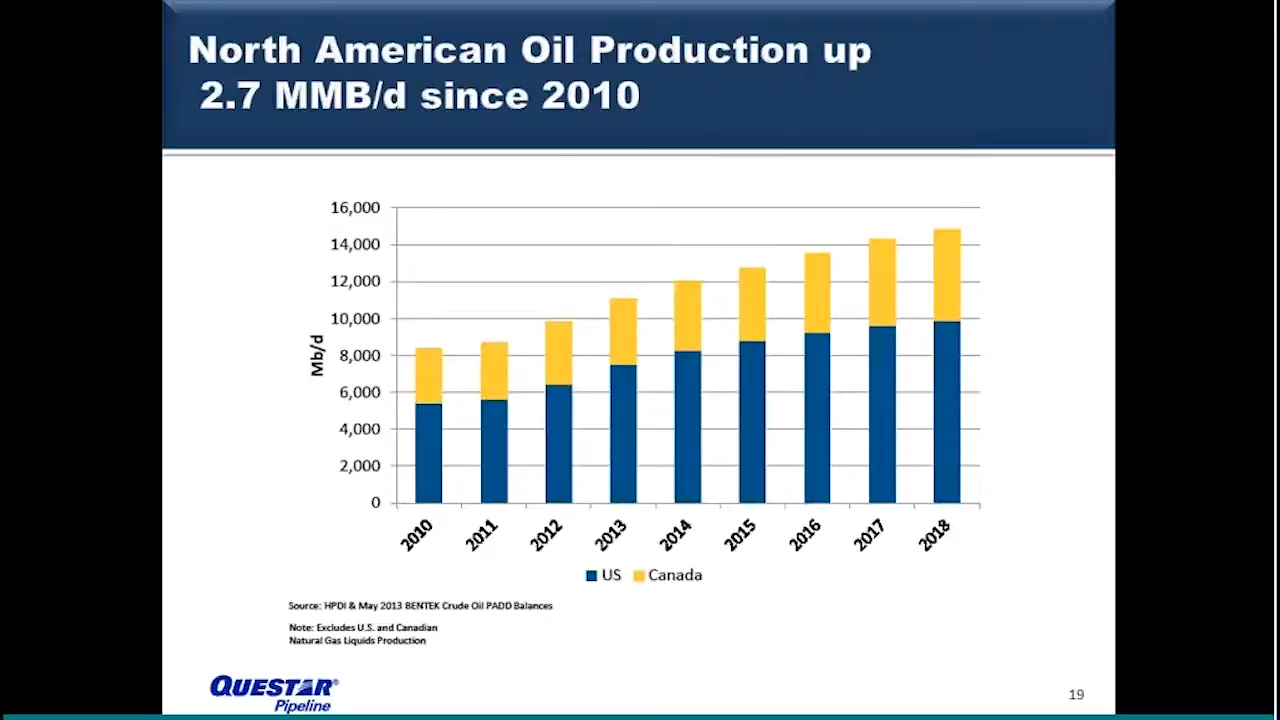 North American Oil Production up
2.7 MMB/d since 2010
16,000
14,000
12,000
10,000
8,000
6,000
4,000
2,000
0
Mb/d
2010
2011
2012
2013
2014
2015
2016
2017
2018
US
Canada
Source: HPDI & May 2013 BENTEK Crude Oil PADD Balances
Note: Excludes U.S. and Canadian
Natural Gas Liquids Production
QUESTAR®
Pipeline
19